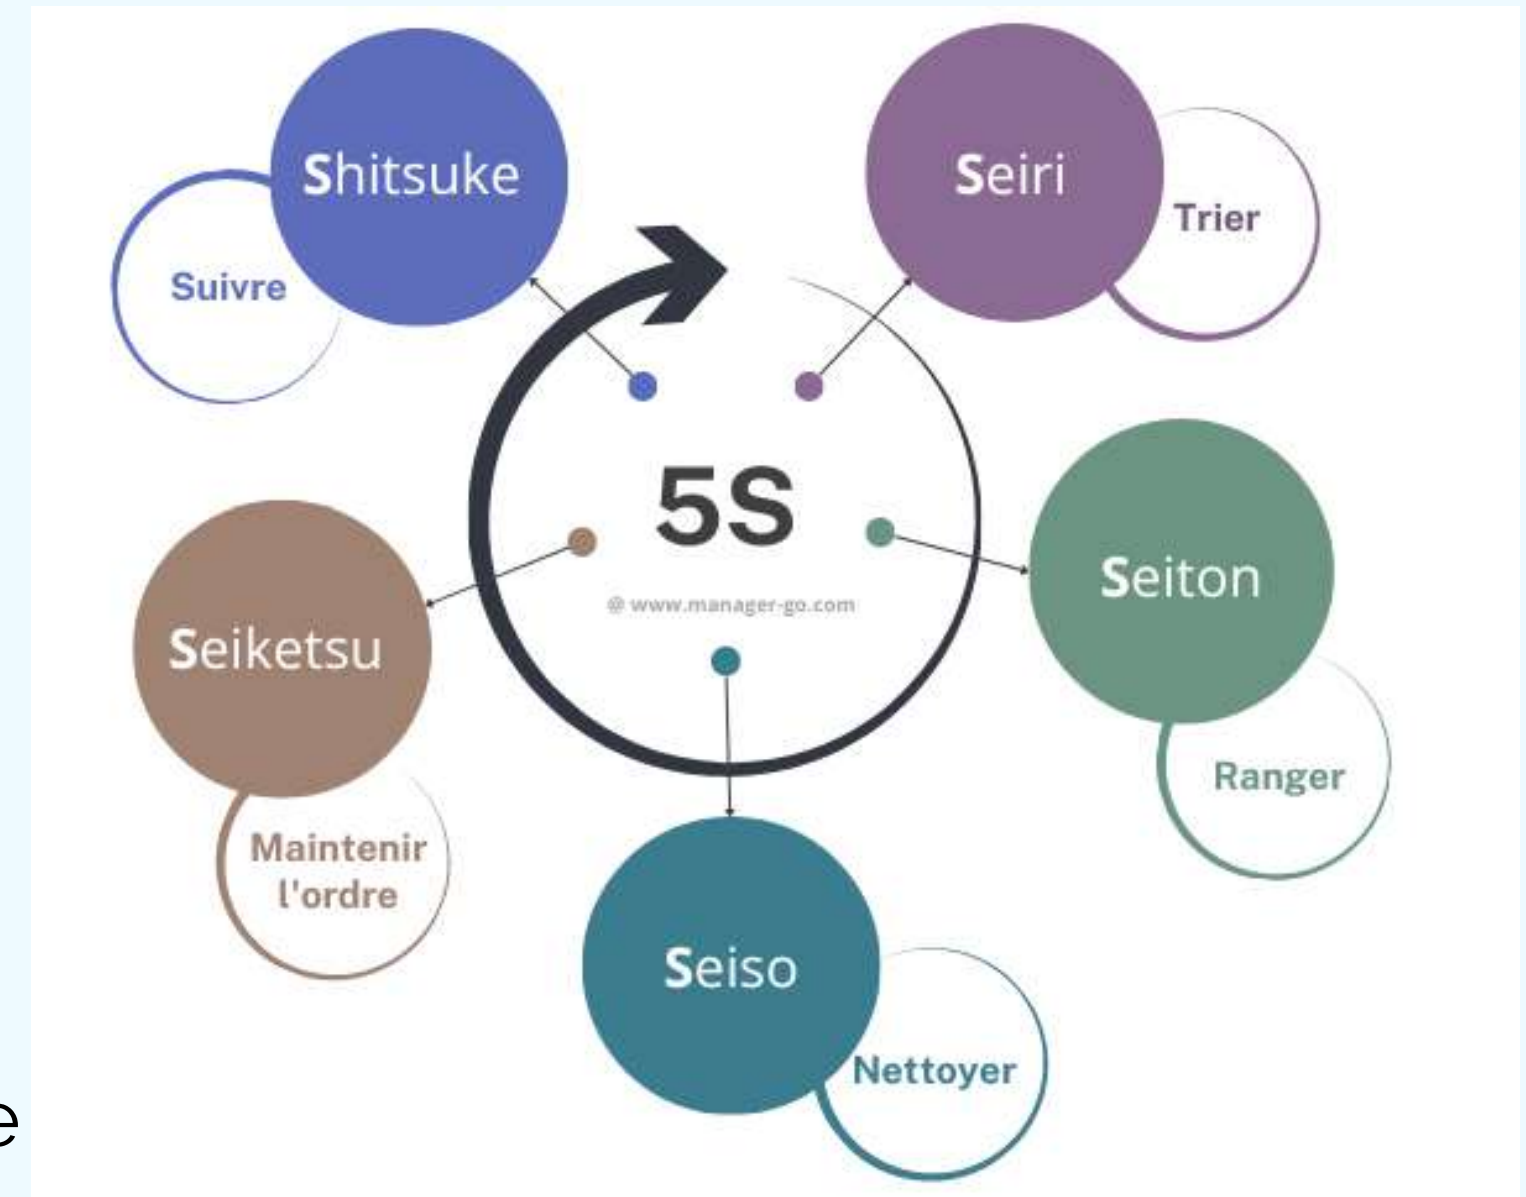 Shitsuke
Suivre
Seiri
Trier
5S
@ www.manager-go.com
Seiton
Ranger
Seiketsu
Maintenir
l'ordre
Seiso
Nettoyer
e